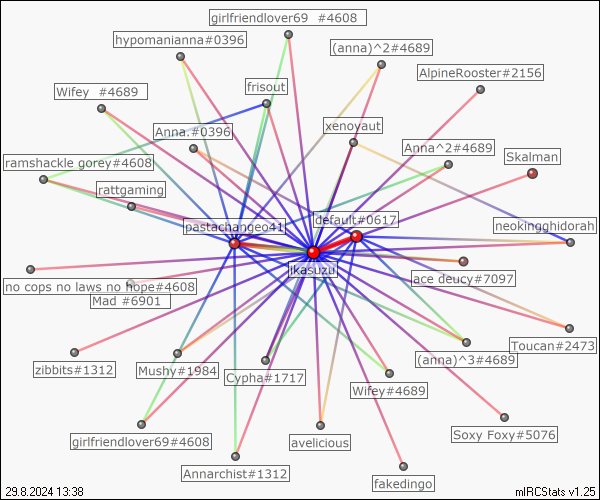 girlfriendlover69 #4608
hypomanianna#0396
(anna)^2#4689
AlpineRooster#2156
Wifey #4689
frisout
xenoyaut
Anna.#0396
Anna^2#4689
ramshackle gorey#4608
Skalman
rattgaming
pastachangeo41
default#0617
neokingghidorah
ikasuzu
ace deucy#7097
no cops no laws no hope#4608
Mad #6901
Toucan#2473
(anna)^3#4689
zibbits#1312
Mushy#1984
Cypha#1717
Wifey#4689
girlfriendlover69#4608
avelicious
Soxy Foxy#5076
Annarchist#1312
fakedingo
29.8.2024 13:38
mIRCStats v1.25